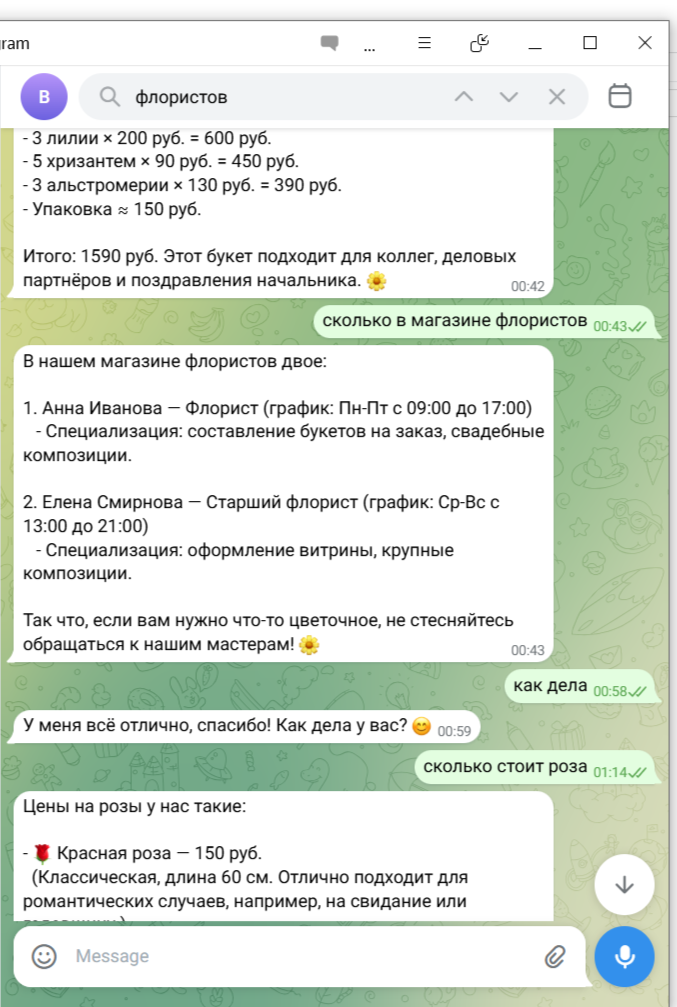 ram
...
В
флористов
- 3 лилии × 200 руб. = 600 руб.
- 5 хризантем × 90 руб. = 450 руб.
- 3 альстромерии × 130 руб. = 390 руб.
- Упаковка ≈ 150 руб.
Итого: 1590 руб. Этот букет подходит для коллег, деловых
партнёров и поздравления начальника. 🌼
00:42
сколько в магазине флористов 00:43
В нашем магазине флористов двое:
1. Анна Иванова — Флорист (график: Пн-Пт с 09:00 до 17:00)
- Специализация: составление букетов на заказ, свадебные
композиции.
2. Елена Смирнова — Старший флорист (график: Ср-Вс с
13:00 до 21:00)
- Специализация: оформление витрины, крупные
композиции.
Так что, если вам нужно что-то цветочное, не стесняйтесь
обращаться к нашим мастерам! 🌼
00:43
как дела 00:58
У меня всё отлично, спасибо! Как дела у вас? 😊 00:59
сколько стоит роза 01:14
Цены на розы у нас такие:
- 🌹 Красная роза — 150 руб.
(Классическая, длина 60 см. Отлично подходит для
романтических случаев, например, на свидание или
Message